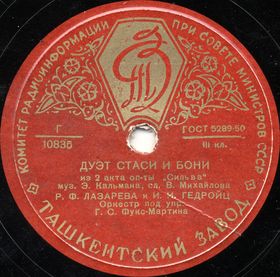 КОМИТЕТ РАДИОИНФОРМАЦИИ ПРИ СОВЕТЕ МИНИСТРОВ СССР
Г
10835
ГОСТ 5289-50
III кл.
ДУЭТ СТАСИ И БОНИ
из 2 акта оп-ты „Сильва"
муз. Э. Кальмана, сл. В. Михайлова
Р. Ф. ЛАЗАРЕВА и И. И. ГЕДРОЙЦ
Оркестр под упр.
Г. С. Фукс-Мартина
ТАШКЕНТСКИЙ ЗАВОД